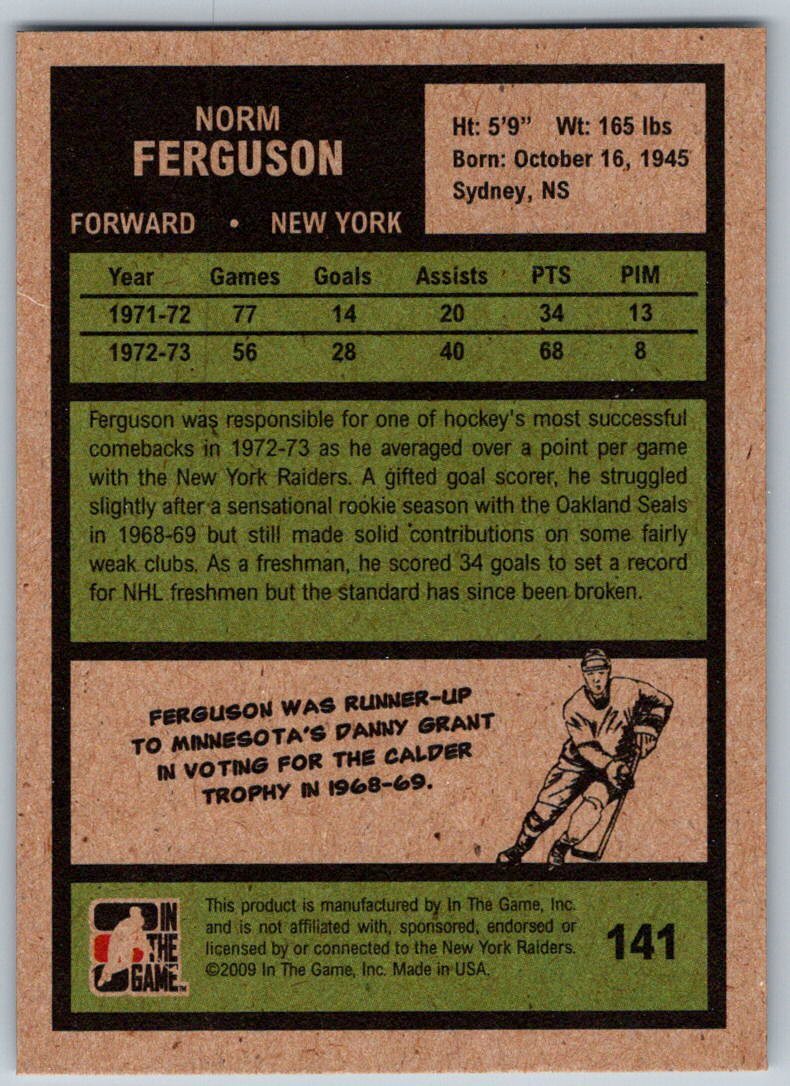 NORM
FERGUSON
FORWARD • NEW YORK
Ht: 5'9” Wt: 165 lbs
Born: October 16, 1945
Sydney, NS
Year Games Goals Assists PTS PIM
1971-72 77 14 20 34 13
1972-73 56 28 40 68 8
Ferguson was responsible for one of hockey's most successful
comebacks in 1972-73 as he averaged over a point per game
with the New York Raiders. A gifted goal scorer, he struggled
slightly after a sensational rookie season with the Oakland Seals
in 1968-69 but still made solid contributions on some fairly
weak clubs. As a freshman, he scored 34 goals to set a record
for NHL freshmen but the standard has since been broken.
FERGUSON WAS RUNNER-UP
TO MINNESOTA'S DANNY GRANT
IN VOTING FOR THE CALDER
TROPHY IN 1968-69.
IN
THE
GAME™
This product is manufactured by In The Game, Inc.
and is not affiliated with, sponsored, endorsed or
licensed by or connected to the New York Raiders.
©2009 In The Game, Inc. Made in USA.
141